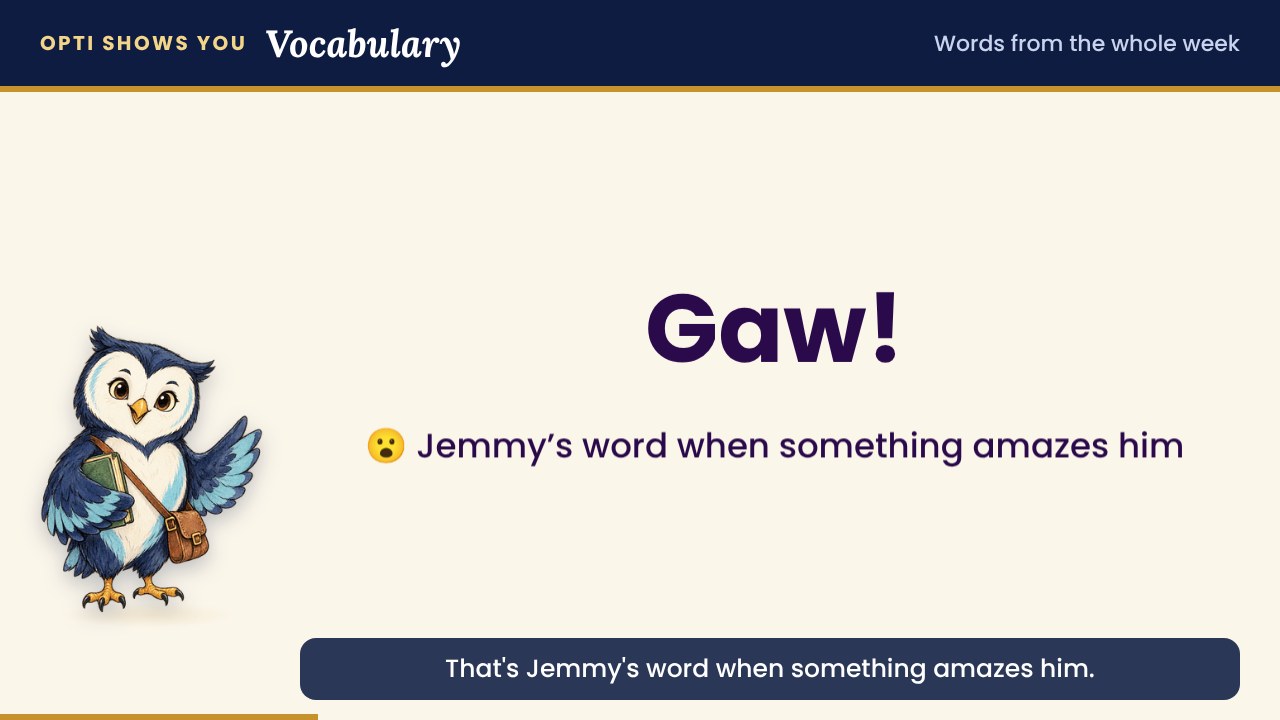 OPTI SHOWS YOU Vocabulary
Words from the whole week
Gaw!
😮 Jemmy’s word when something amazes him
That's Jemmy's word when something amazes him.